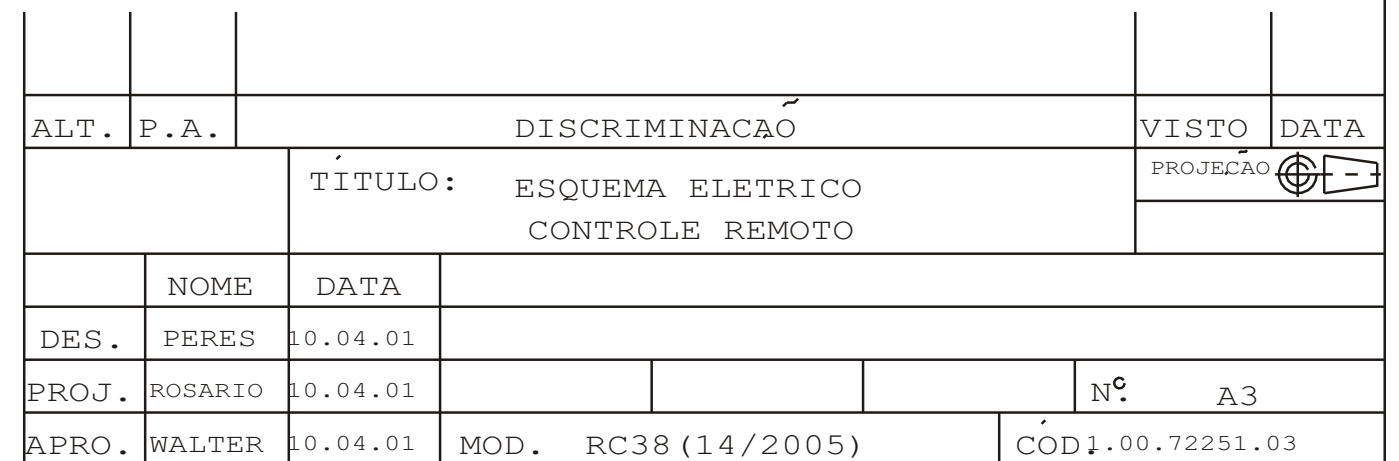 ALT. P.A. DISCRIMINAÇÃO VISTO DATA
TÍTULO: ESQUEMA ELETRICO PROJEÇÃO
CONTROLE REMOTO
NOME DATA
DES. PERES 10.04.01
PROJ. ROSARIO 10.04.01 Nº. A3
APRO. WALTER 10.04.01 MOD. RC38(14/2005) CÓD.1.00.72251.03